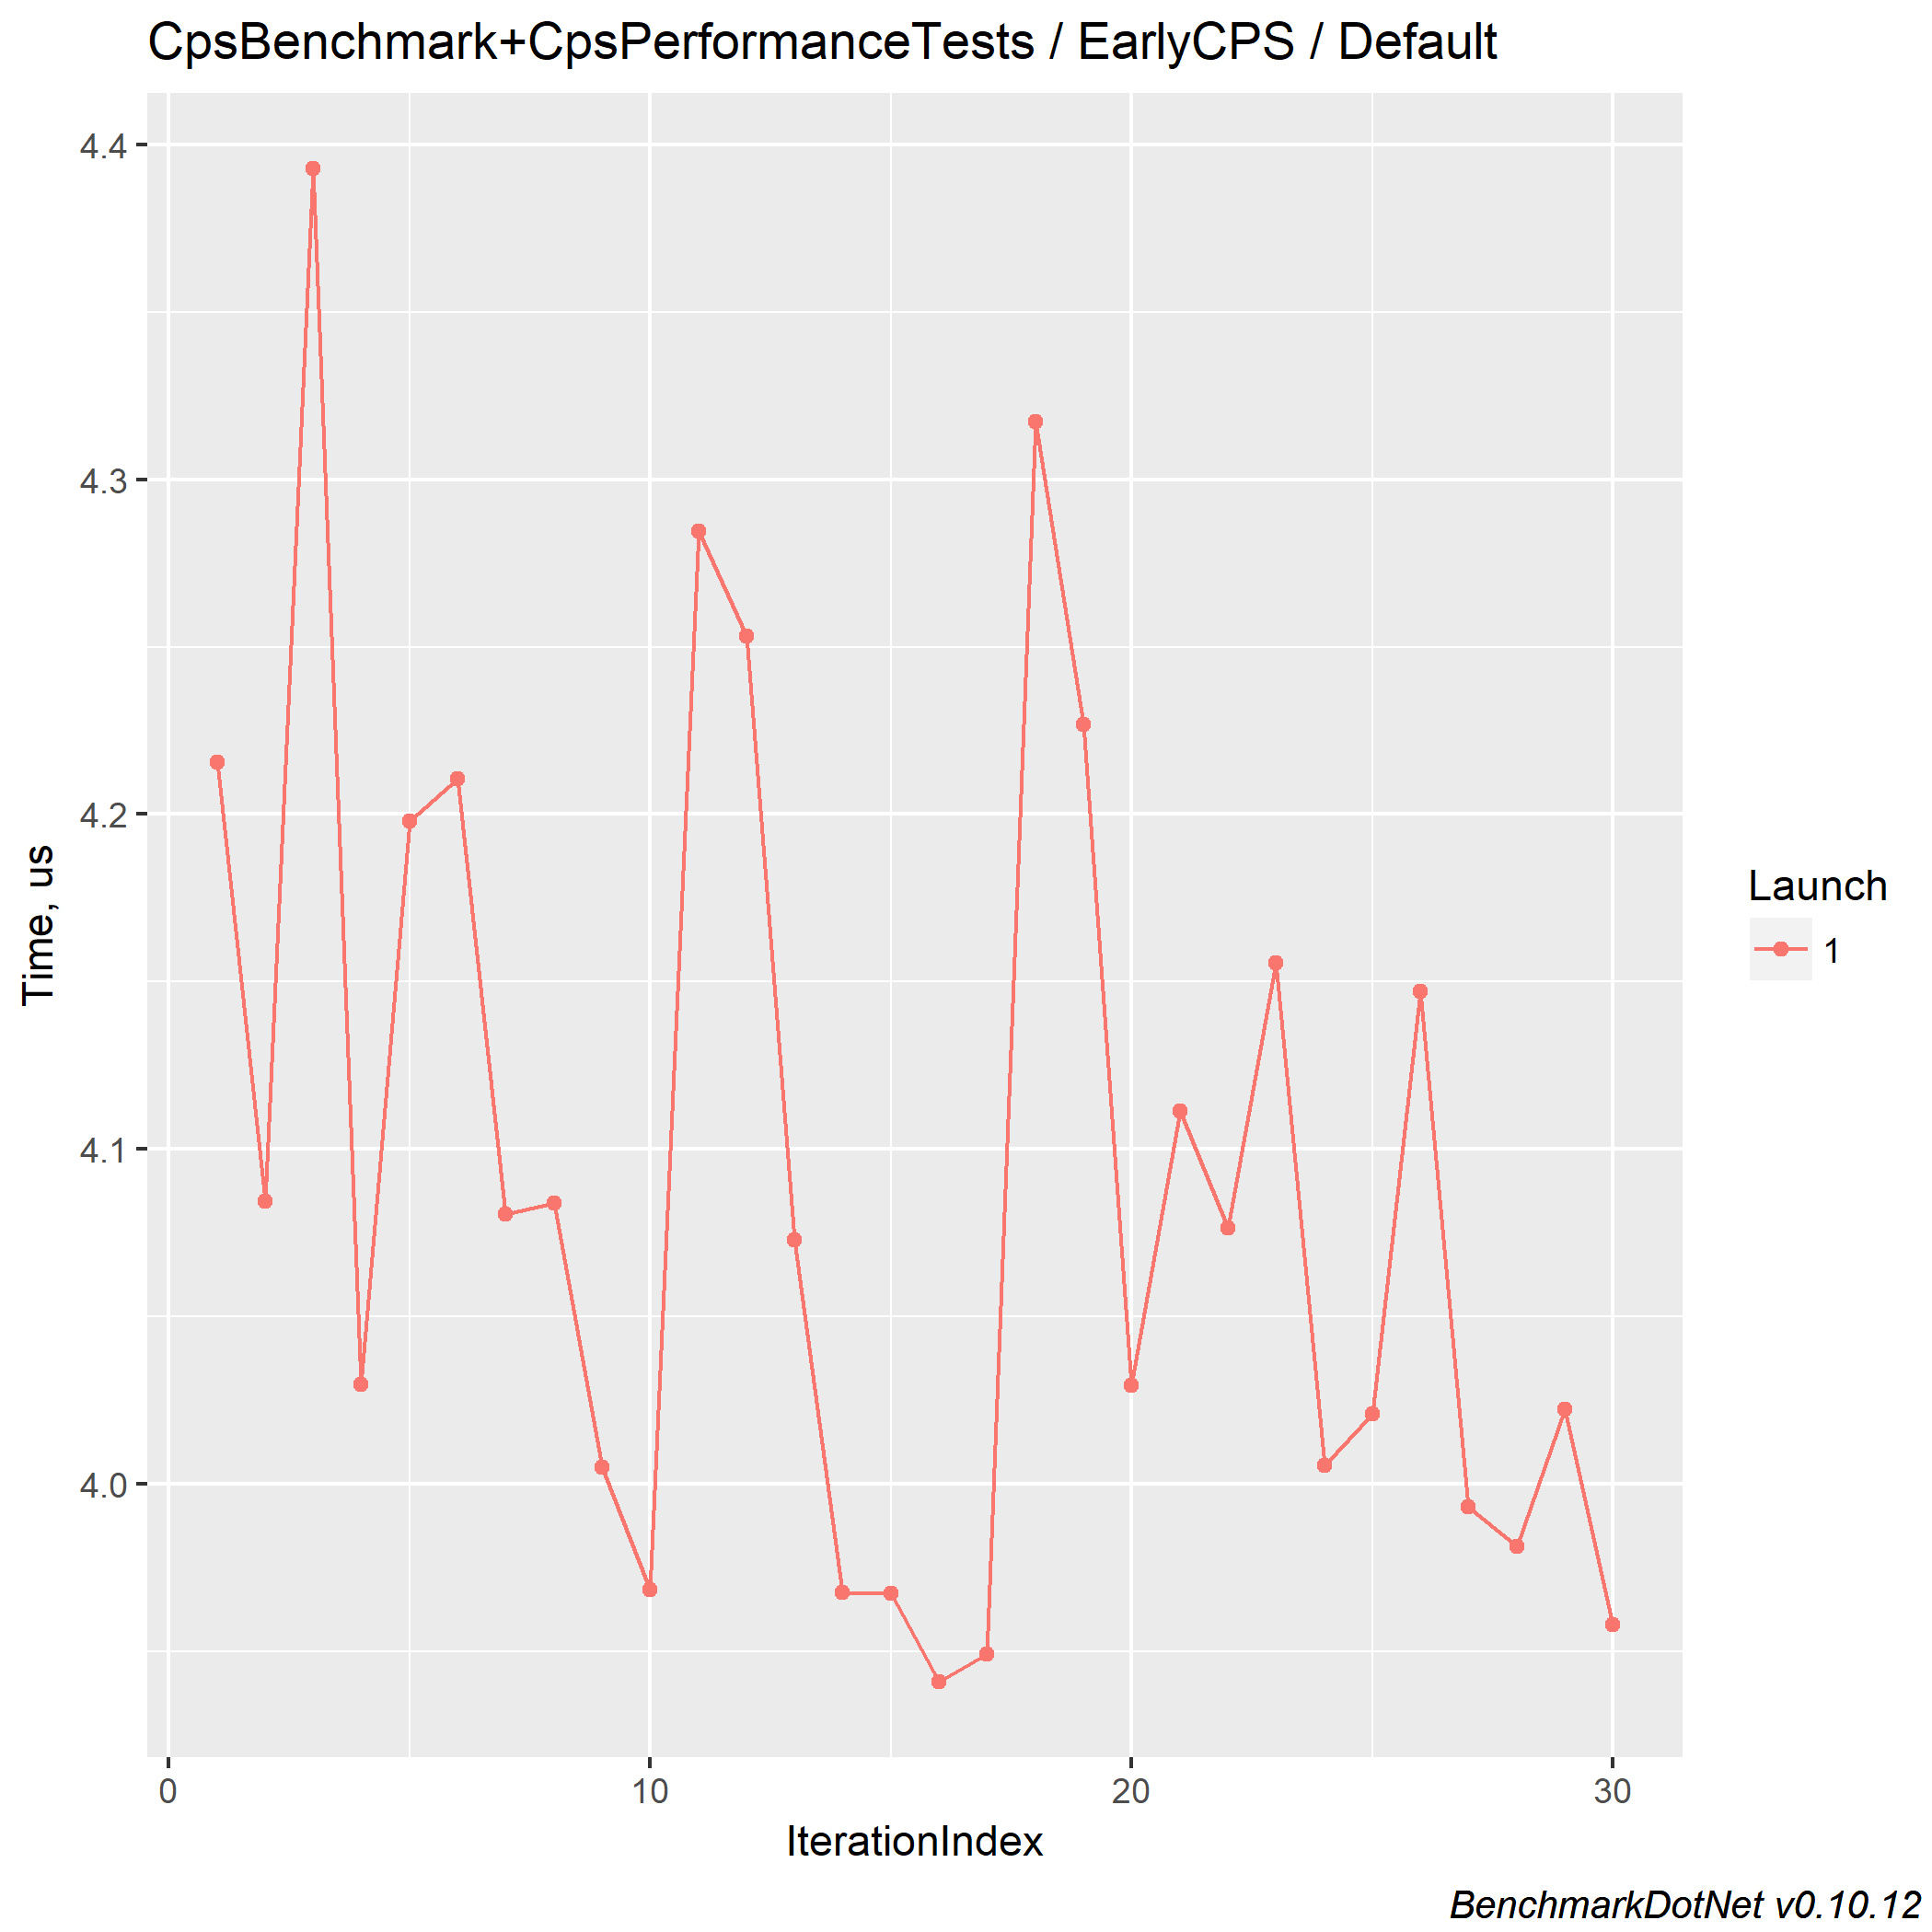 CpsBenchmark+CpsPerformanceTests / EarlyCPS / Default
4.4
4.3
4.2
4.1
4.0
Time, us
0 10 20 30
IterationIndex
Launch
1
BenchmarkDotNet v0.10.12